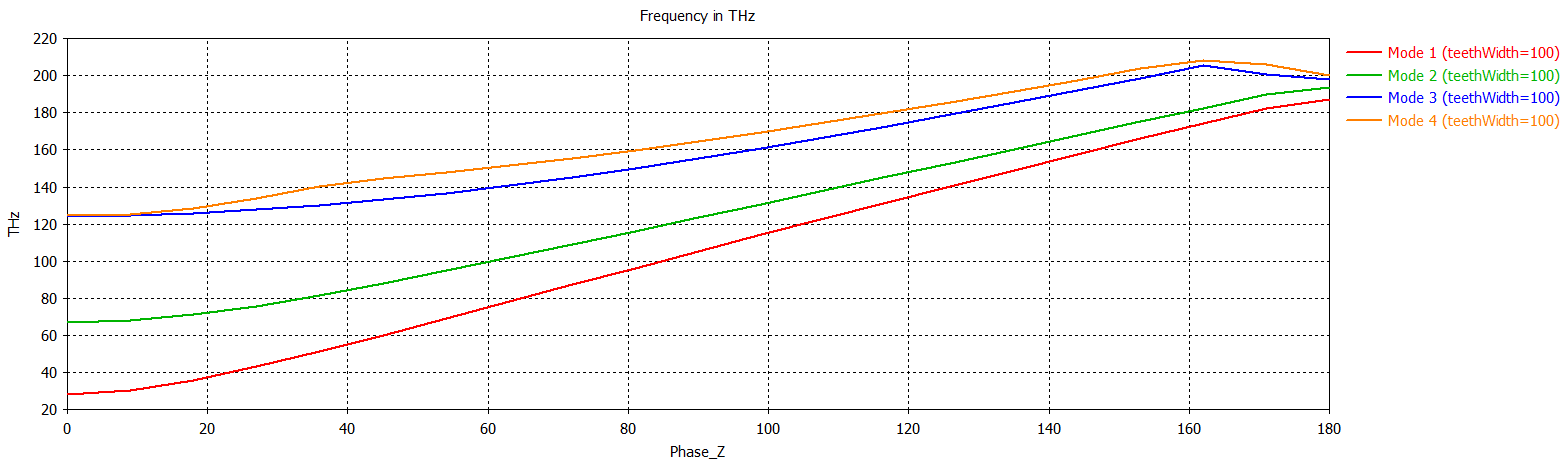 Frequency in THz
220
200
180
160
140
120
100
80
60
40
20
THz
0 20 40 60 80 100 120 140 160 180
Phase_Z
Mode 1 (teethWidth=100)
Mode 2 (teethWidth=100)
Mode 3 (teethWidth=100)
Mode 4 (teethWidth=100)